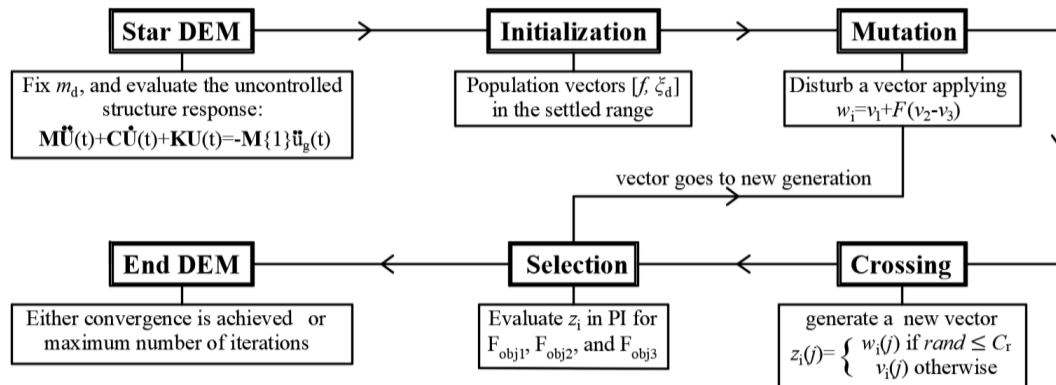 Star DEM
Fix m_d, and evaluate the uncontrolled
structure response:
MÜ(t)+CU̇(t)+KU(t)=-M{1}ü_g(t)
Initialization
Population vectors [f, ξ_d]
in the settled range
Mutation
Disturb a vector applying
w_i=v_1+F(v_2-v_3)
vector goes to new generation
End DEM
Either convergence is achieved or
maximum number of iterations
Selection
Evaluate z_i in PI for
F_obj1, F_obj2, and F_obj3
Crossing
generate a new vector
z_i(j)={ w_i(j) if rand ≤ C_r
v_i(j) otherwise